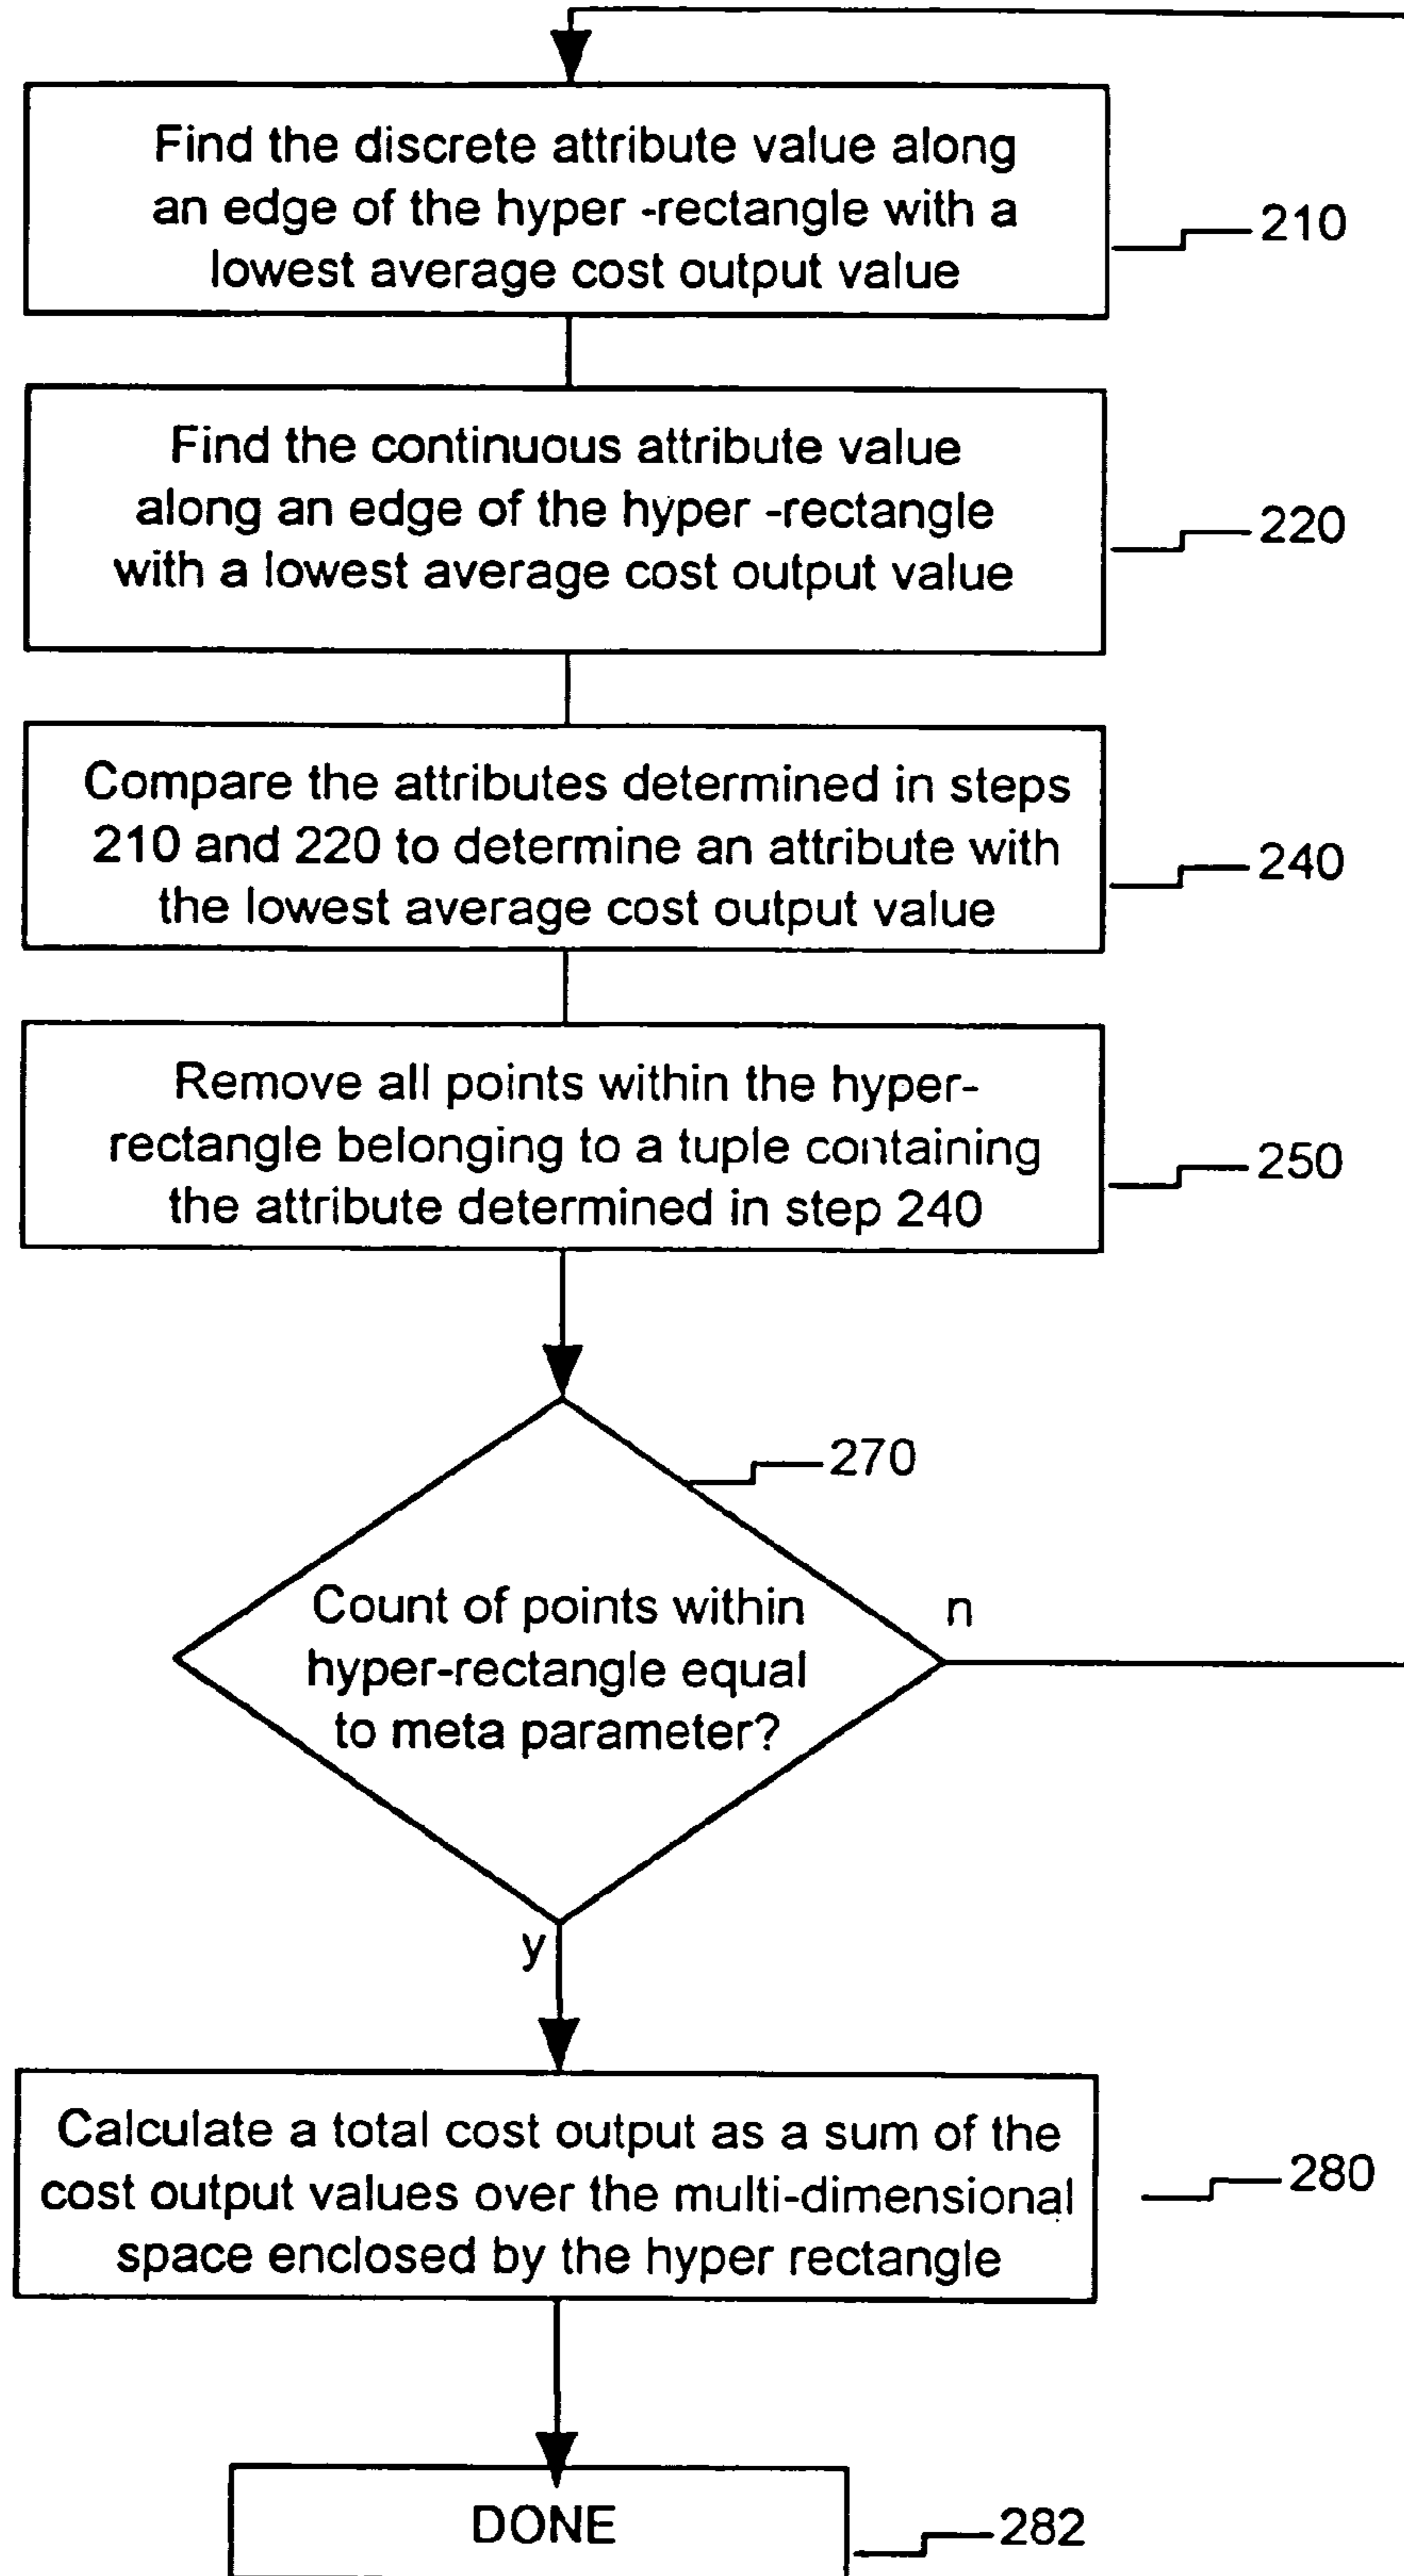 Find the discrete attribute value along
an edge of the hyper -rectangle with a
lowest average cost output value
210
Find the continuous attribute value
along an edge of the hyper -rectangle
with a lowest average cost output value
220
Compare the attributes determined in steps
210 and 220 to determine an attribute with
the lowest average cost output value
240
Remove all points within the hyper-
rectangle belonging to a tuple containing
the attribute determined in step 240
250
270
Count of points within
hyper-rectangle equal
to meta parameter?
n
y
Calculate a total cost output as a sum of the
cost output values over the multi-dimensional
space enclosed by the hyper rectangle
280
DONE
282